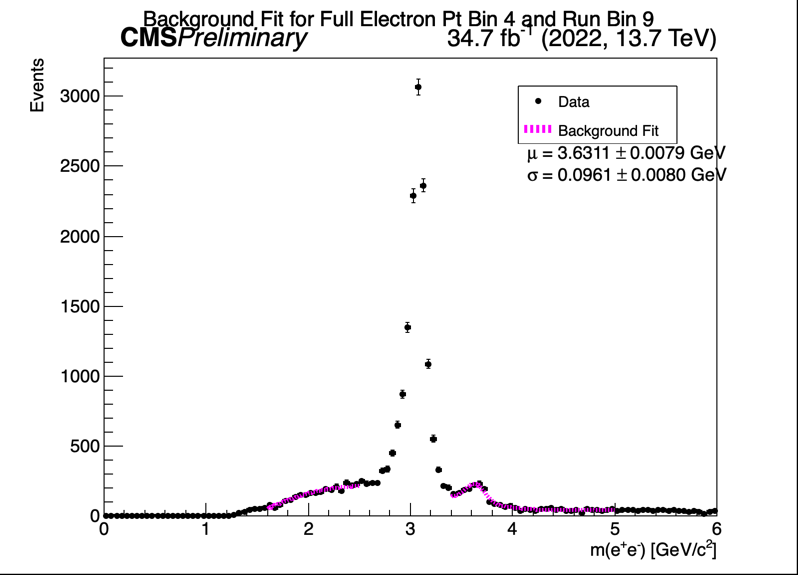 Background Fit for Full Electron Pt Bin 4 and Run Bin 9
CMS Preliminary 34.7 fb⁻¹ (2022, 13.7 TeV)
Events
3000
2500
2000
1500
1000
500
0
Data
Background Fit
μ = 3.6311 ± 0.0079 GeV
σ = 0.0961 ± 0.0080 GeV
0 1 2 3 4 5 6
m(e⁺e⁻) [GeV/c²]